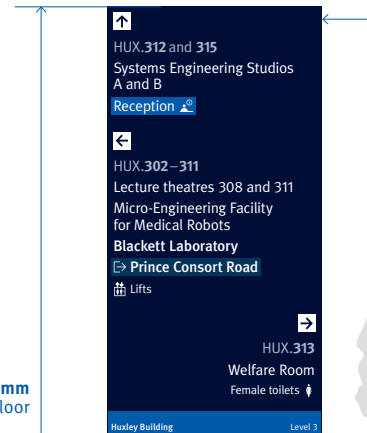 HUX.312 and 315
Systems Engineering Studios
A and B
Reception
HUX.302–311
Lecture theatres 308 and 311
Micro-Engineering Facility
for Medical Robots
Blackett Laboratory
Prince Consort Road
Lifts
HUX.313
Welfare Room
Female toilets
mm
loor
Huxley Building Level 3